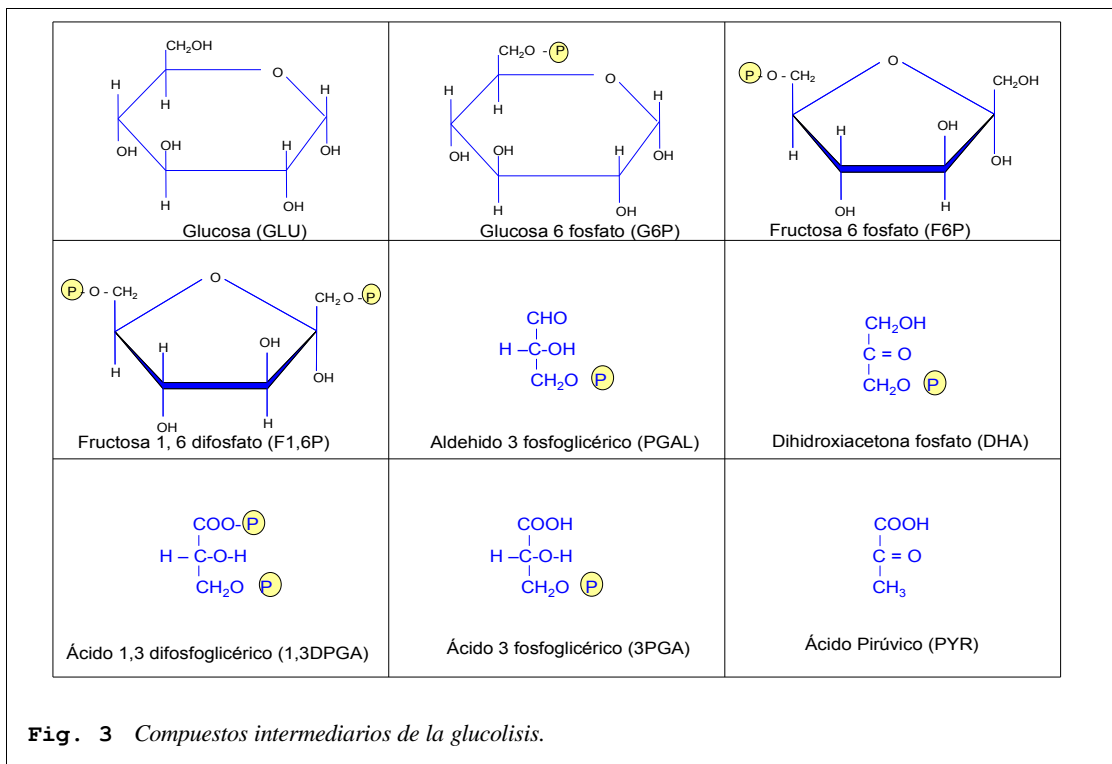 CH₂OH
O
H
H
H
OH
OH
H
OH
H
OH
Glucosa (GLU)
CH₂O - P
O
H
H
H
OH
OH
H
OH
H
OH
Glucosa 6 fosfato (G6P)
P - O - CH₂
O
CH₂OH
H
OH
H
OH
OH
H
Fructosa 6 fosfato (F6P)
P - O - CH₂
O
CH₂ O - P
H
OH
H
OH
OH
H
Fructosa 1, 6 difosfato (F1,6P)
CHO
H – C-OH
CH₂O P
Aldehido 3 fosfoglicérico (PGAL)
CH₂OH
C = O
CH₂O P
Dihidroxiacetona fosfato (DHA)
COO- P
H – C-O-H
CH₂O P
Ácido 1,3 difosfoglicérico (1,3DPGA)
COOH
H – C-O-H
CH₂O P
Ácido 3 fosfoglicérico (3PGA)
COOH
C = O
CH₃
Ácido Pirúvico (PYR)
Fig. 3 Compuestos intermediarios de la glucolisis.